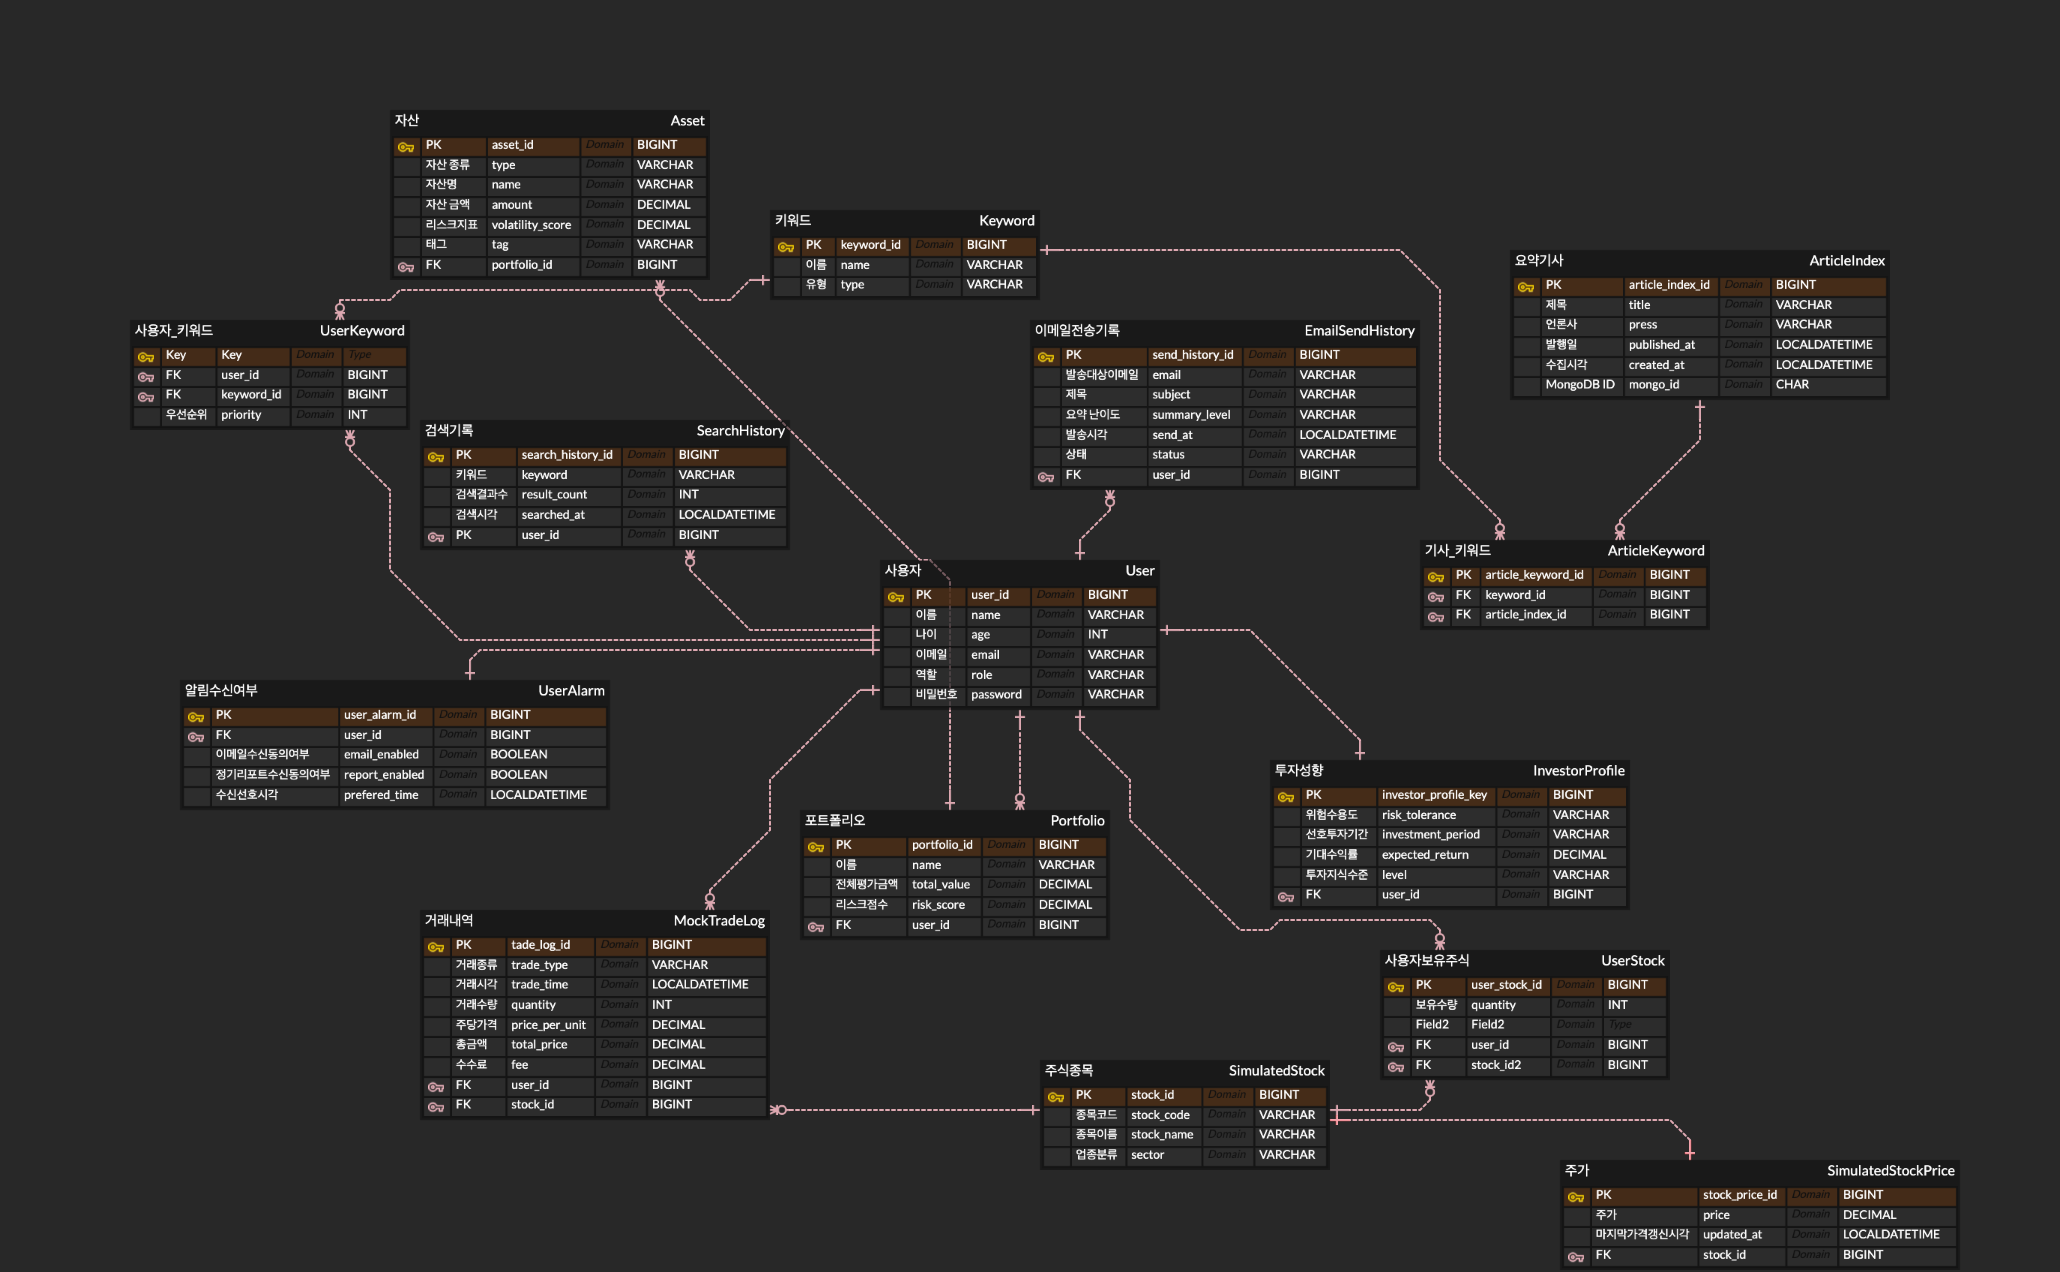 자산 Asset
PK asset_id Domain BIGINT
자산 종류 type Domain VARCHAR
자산명 name Domain VARCHAR
자산 금액 amount Domain DECIMAL
리스크지표 volatility_score Domain DECIMAL
태그 tag Domain VARCHAR
FK portfolio_id Domain BIGINT
키워드 Keyword
PK keyword_id Domain BIGINT
이름 name Domain VARCHAR
유형 type Domain VARCHAR
요약기사 ArticleIndex
PK article_index_id Domain BIGINT
제목 title Domain VARCHAR
언론사 press Domain VARCHAR
발행일 published_at Domain LOCALDATETIME
수집시각 created_at Domain LOCALDATETIME
MongoDB ID mongo_id Domain CHAR
사용자_키워드 UserKeyword
Key Key Domain Type
FK user_id Domain BIGINT
FK keyword_id Domain BIGINT
우선순위 priority Domain INT
이메일전송기록 EmailSendHistory
PK send_history_id Domain BIGINT
발송대상이메일 email Domain VARCHAR
제목 subject Domain VARCHAR
요약 난이도 summary_level Domain VARCHAR
발송시각 send_at Domain LOCALDATETIME
상태 status Domain VARCHAR
FK user_id Domain BIGINT
검색기록 SearchHistory
PK search_history_id Domain BIGINT
키워드 keyword Domain VARCHAR
검색결과수 result_count Domain INT
검색시각 searched_at Domain LOCALDATETIME
PK user_id Domain BIGINT
기사_키워드 ArticleKeyword
PK article_keyword_id Domain BIGINT
FK keyword_id Domain BIGINT
FK article_index_id Domain BIGINT
사용자 User
PK user_id Domain BIGINT
이름 name Domain VARCHAR
나이 age Domain INT
이메일 email Domain VARCHAR
역할 role Domain VARCHAR
비밀번호 password Domain VARCHAR
알림수신여부 UserAlarm
PK user_alarm_id Domain BIGINT
FK user_id Domain BIGINT
이메일수신동의여부 email_enabled Domain BOOLEAN
정기리포트수신동의여부 report_enabled Domain BOOLEAN
수신선호시각 prefered_time Domain LOCALDATETIME
투자성향 InvestorProfile
PK investor_profile_key Domain BIGINT
위험수용도 risk_tolerance Domain VARCHAR
선호투자기간 investment_period Domain VARCHAR
기대수익률 expected_return Domain DECIMAL
투자지식수준 level Domain VARCHAR
FK user_id Domain BIGINT
포트폴리오 Portfolio
PK portfolio_id Domain BIGINT
이름 name Domain VARCHAR
전체평가금액 total_value Domain DECIMAL
리스크점수 risk_score Domain DECIMAL
FK user_id Domain BIGINT
거래내역 MockTradeLog
PK tade_log_id Domain BIGINT
거래종류 trade_type Domain VARCHAR
거래시각 trade_time Domain LOCALDATETIME
거래수량 quantity Domain INT
주당가격 price_per_unit Domain DECIMAL
총금액 total_price Domain DECIMAL
수수료 fee Domain DECIMAL
FK user_id Domain BIGINT
FK stock_id Domain BIGINT
사용자보유주식 UserStock
PK user_stock_id Domain BIGINT
보유수량 quantity Domain INT
Field2 Field2 Domain Type
FK user_id Domain BIGINT
FK stock_id2 Domain BIGINT
주식종목 SimulatedStock
PK stock_id Domain BIGINT
종목코드 stock_code Domain VARCHAR
종목이름 stock_name Domain VARCHAR
업종분류 sector Domain VARCHAR
주가 SimulatedStockPrice
PK stock_price_id Domain BIGINT
주가 price Domain DECIMAL
마지막가격갱신시각 updated_at Domain LOCALDATETIME
FK stock_id Domain BIGINT